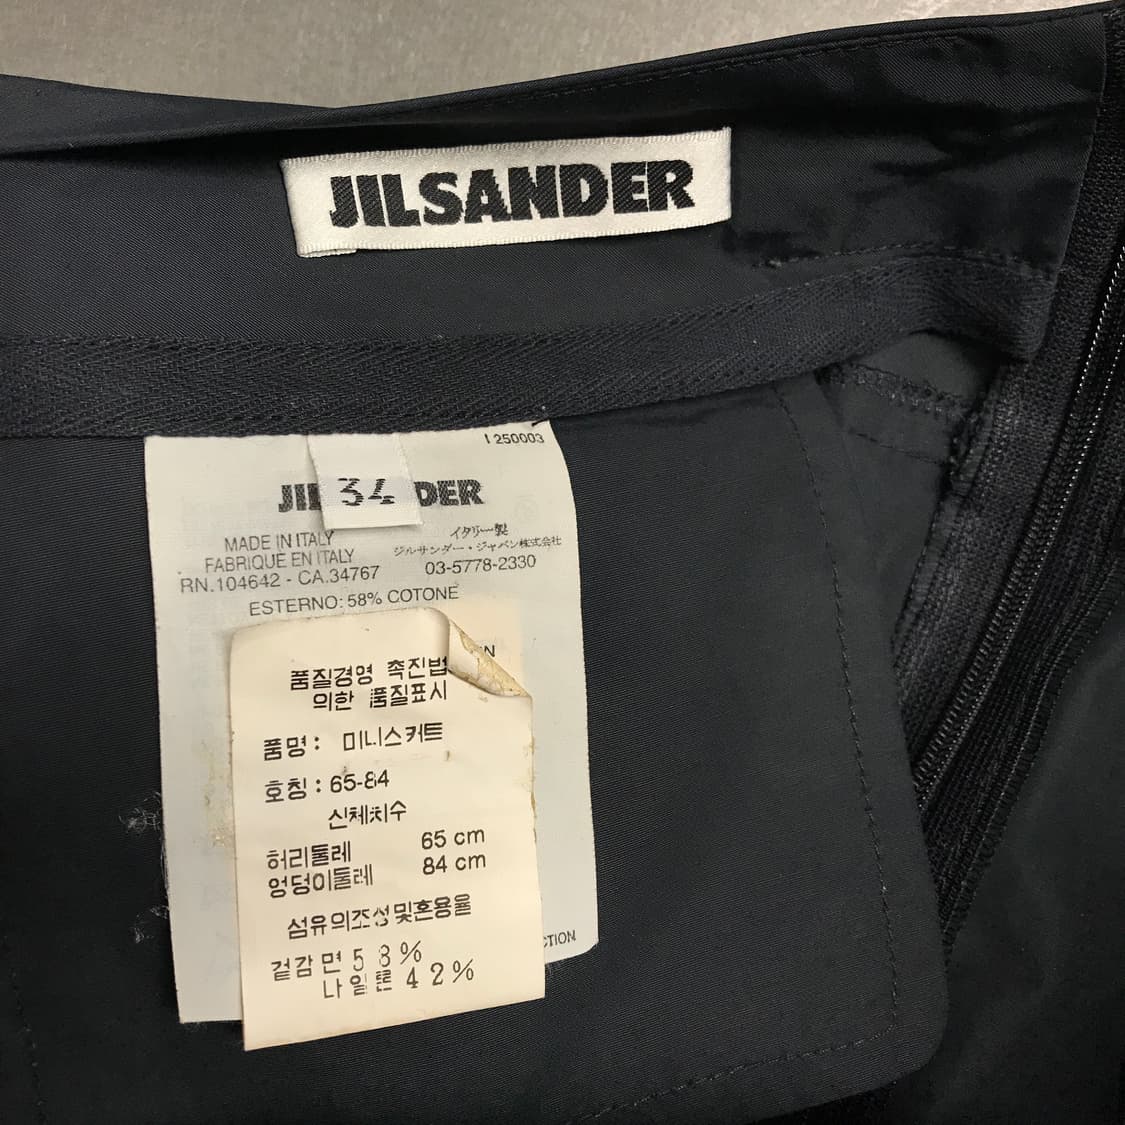 JILSANDER
I 250003
JIL 34 DER
MADE IN ITALY
FABRIQUÉ EN ITALY
RN.104642 - CA.34767
イタリー製
ジルサンダー・ジャパン株式会社
03-5778-2330
ESTERNO: 58% COTONE
품질경영 촉진법
의한 품질표시
품명: 미니스커트
호칭: 65-84
신체치수
허리둘레 65 cm
엉덩이둘레 84 cm
섬유의조성및혼용율
겉감 면 58%
나일론 42%
CTION